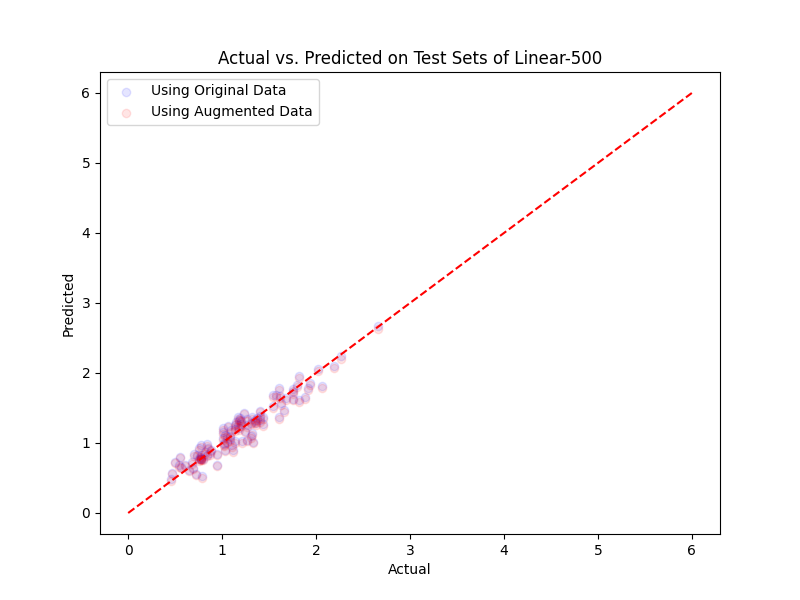 Actual vs. Predicted on Test Sets of Linear-500
Using Original Data
Using Augmented Data
6
5
4
3
2
1
0
Predicted
0 1 2 3 4 5 6
Actual